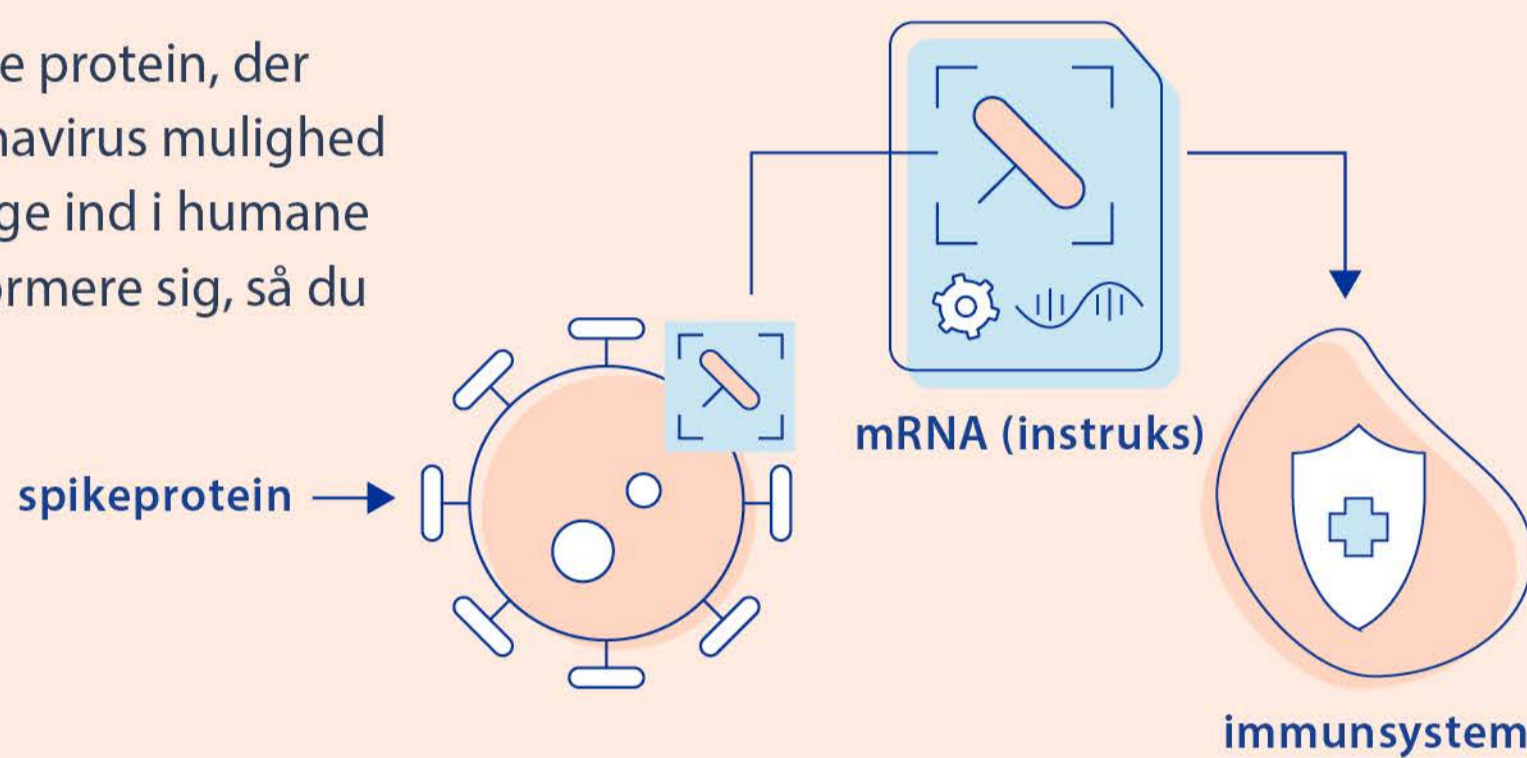 e protein, der
navirus mulighed
ge ind i humane
ormere sig, så du
mRNA (instruks)
spikeprotein
immunsystem